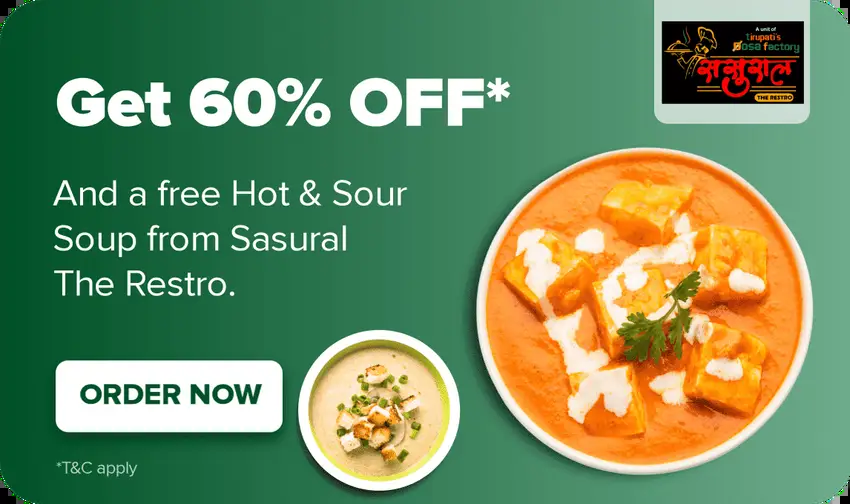 A unit of
Tirupati's
Dosa factory
ससुराल
THE RESTRO
Get 60% OFF*
And a free Hot & Sour
Soup from Sasural
The Restro.
ORDER NOW
*T&C apply